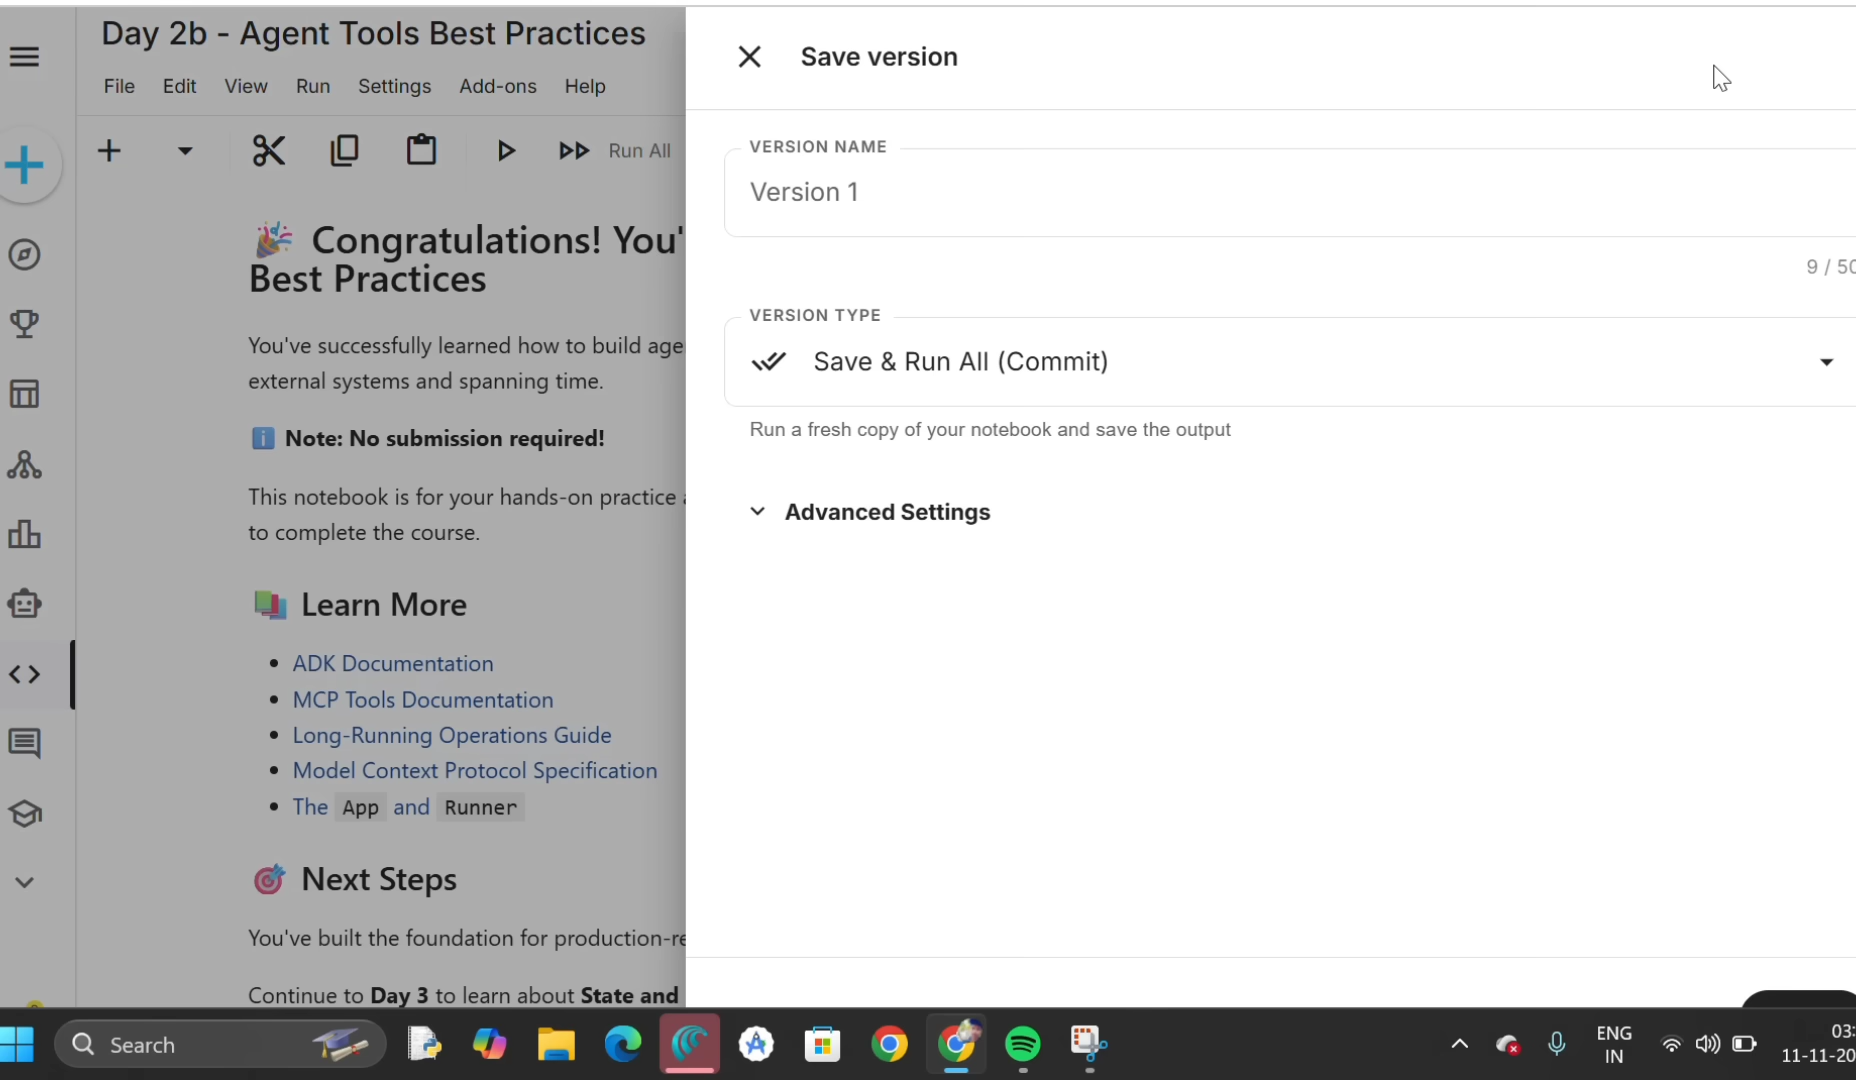 Day 2b - Agent Tools Best Practices
File Edit View Run Settings Add-ons Help
Run All
Congratulations! You'
Best Practices
You've successfully learned how to build age
external systems and spanning time.
Note: No submission required!
This notebook is for your hands-on practice
to complete the course.
Learn More
ADK Documentation
MCP Tools Documentation
Long-Running Operations Guide
Model Context Protocol Specification
The App and Runner
Next Steps
You've built the foundation for production-re
Continue to Day 3 to learn about State and
Save version
VERSION NAME
Version 1
9 / 50
VERSION TYPE
Save & Run All (Commit)
Run a fresh copy of your notebook and save the output
Advanced Settings
Search
ENG
IN
03:
11-11-20